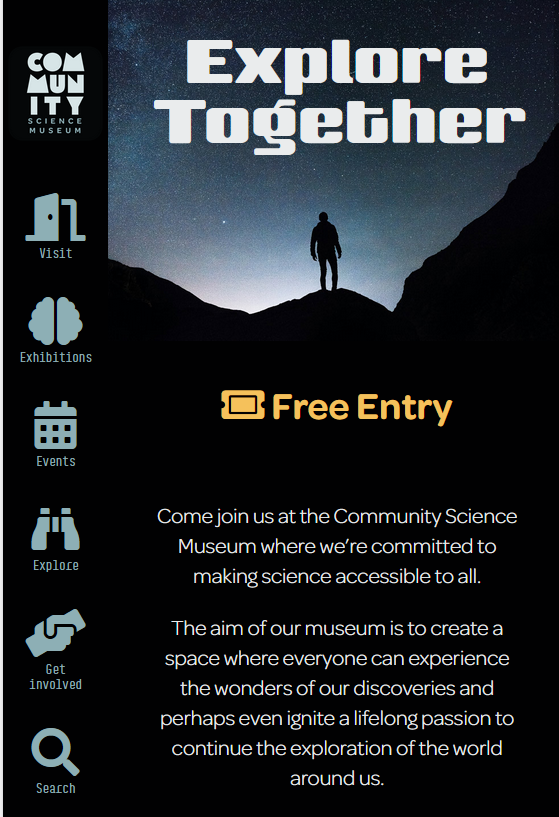 COM
MUN
ITY
SCIENCE
MUSEUM
Visit
Exhibitions
Events
Explore
Get
involved
Search
Explore
Together
Free Entry
Come join us at the Community Science
Museum where we're committed to
making science accessible to all.
The aim of our museum is to create a
space where everyone can experience
the wonders of our discoveries and
perhaps even ignite a lifelong passion to
continue the exploration of the world
around us.